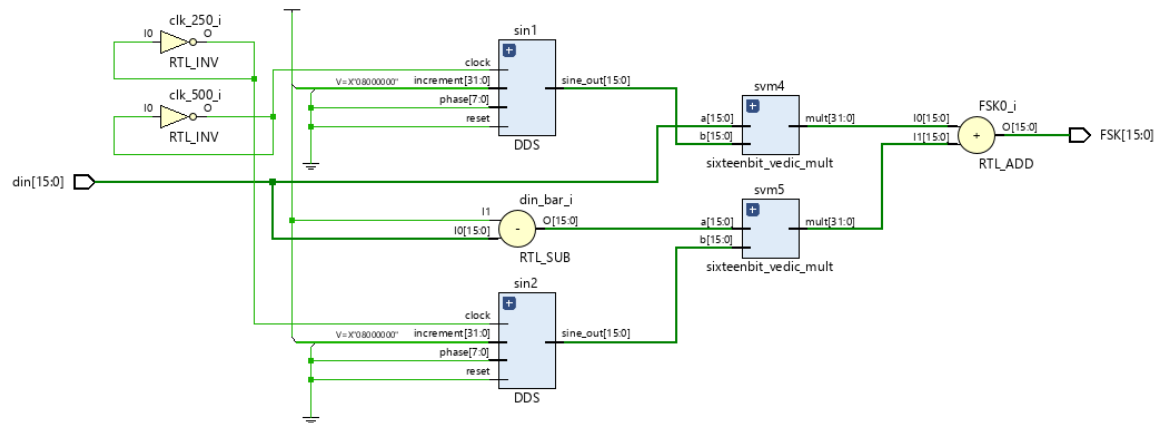 clk_250_i
I0
O
RTL_INV
clk_500_i
I0
O
RTL_INV
din[15:0]
sin1
clock
V=X"08000000"
increment[31:0]
phase[7:0]
reset
sine_out[15:0]
DDS
din_bar_i
I1
I0[15:0]
O[15:0]
RTL_SUB
sin2
clock
V=X"08000000"
increment[31:0]
phase[7:0]
reset
sine_out[15:0]
DDS
svm4
a[15:0]
b[15:0]
mult[31:0]
sixteenbit_vedic_mult
svm5
a[15:0]
b[15:0]
mult[31:0]
sixteenbit_vedic_mult
FSK0_i
I0[15:0]
I1[15:0]
+
O[15:0]
RTL_ADD
FSK[15:0]